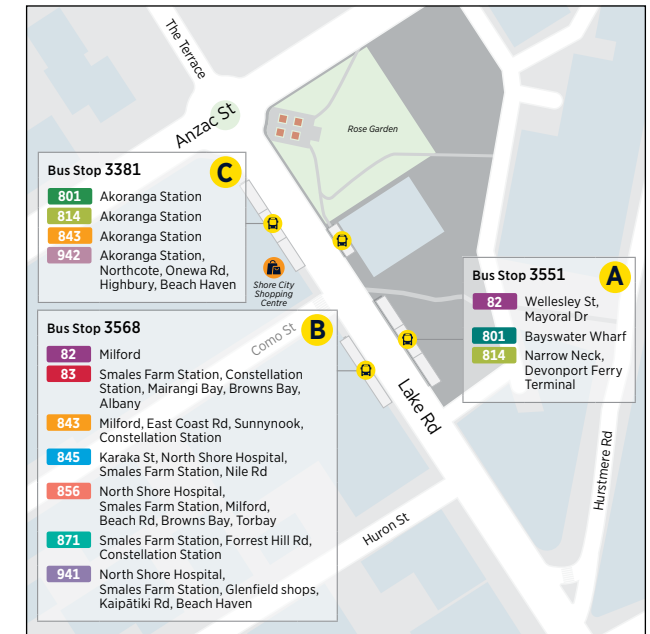 The Terrace
Anzac St
Rose Garden
Bus Stop 3381
C
801 Akoranga Station
814 Akoranga Station
843 Akoranga Station
942 Akoranga Station,
Northcote, Onewa Rd,
Highbury, Beach Haven
Shore City
Shopping
Centre
Bus Stop 3551
A
82 Wellesley St,
Mayoral Dr
801 Bayswater Wharf
814 Narrow Neck,
Devonport Ferry
Terminal
Como St
Bus Stop 3568
B
82 Milford
83 Smales Farm Station, Constellation
Station, Mairangi Bay, Browns Bay,
Albany
843 Milford, East Coast Rd, Sunnynook,
Constellation Station
845 Karaka St, North Shore Hospital,
Smales Farm Station, Nile Rd
856 North Shore Hospital,
Smales Farm Station, Milford,
Beach Rd, Browns Bay, Torbay
871 Smales Farm Station, Forrest Hill Rd,
Constellation Station
941 North Shore Hospital,
Smales Farm Station, Glenfield shops,
Kaipātiki Rd, Beach Haven
Lake Rd
Huron St
Hurstmere Rd